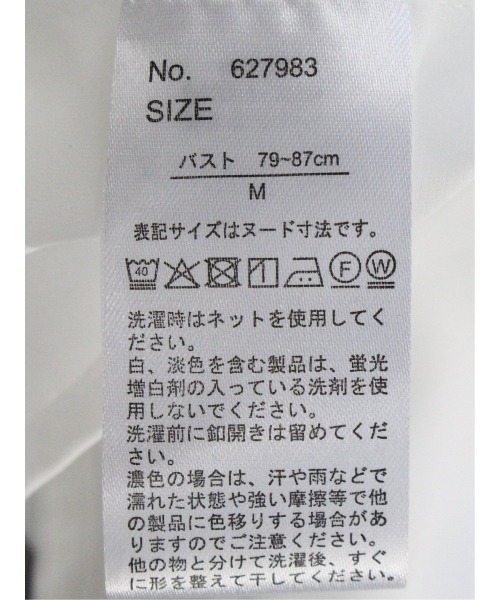 No. 627983
SIZE
バスト 79~87cm
M
表記サイズはヌード寸法です。
40 F W
洗濯時はネットを使用してく
ださい。
白、淡色を含む製品は、蛍光
増白剤の入っている洗剤を使
用しないでください。
洗濯前に釦開きは留めてくだ
さい。
濃色の場合は、汗や雨などで
濡れた状態や強い摩擦等で他
の製品に色移りする場合があ
りますのでご注意ください。
他の物と分けて洗濯後、すぐ
に形を整えて干してください。